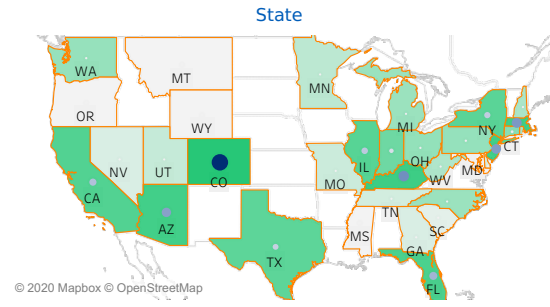 State
WA
MT
MN
OR
WY
MI
NY
NV
UT
CO
IL
OH
CT
MO
WV
MD
CA
AZ
TN
MS
SC
GA
TX
FL
© 2020 Mapbox © OpenStreetMap